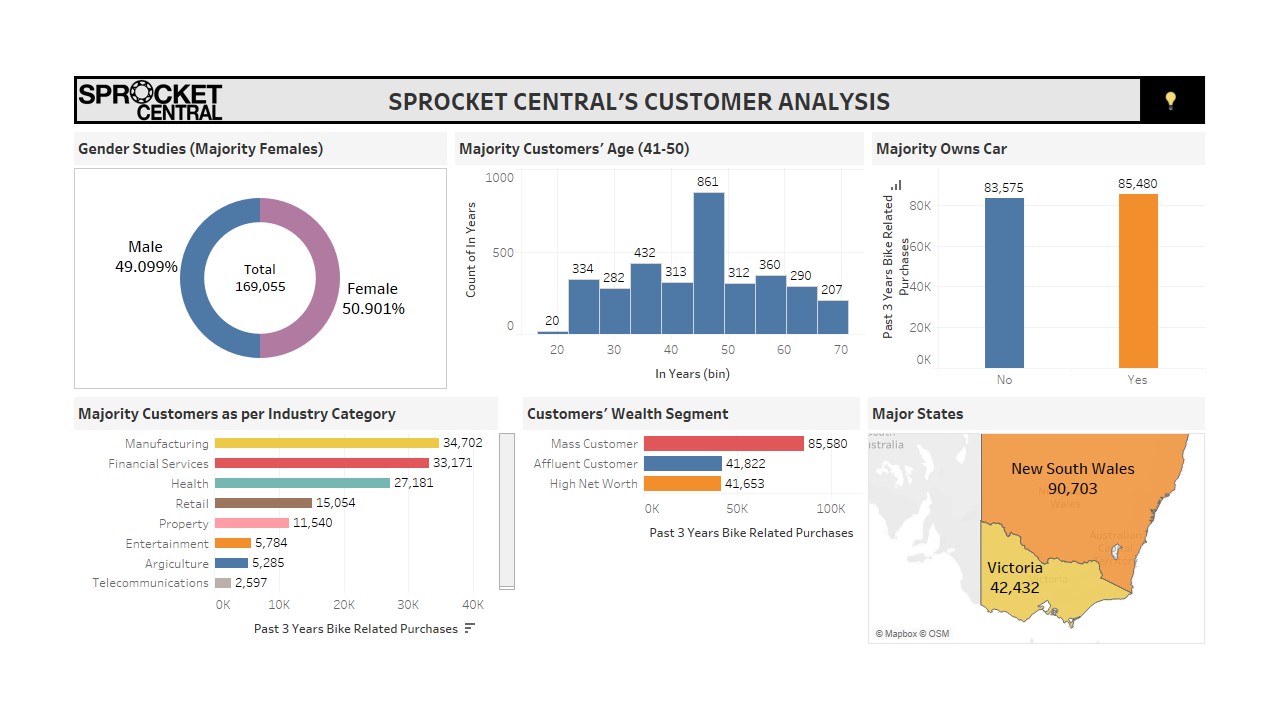 SPROCKET
CENTRAL
SPROCKET CENTRAL’S CUSTOMER ANALYSIS
Gender Studies (Majority Females)
Male
49.099%
Total
169,055
Female
50.901%
Majority Customers’ Age (41-50)
Count of In Years
1000
500
0
20
334
282
432
313
861
312
360
290
207
20
30
40
50
60
70
In Years (bin)
Majority Owns Car
Past 3 Years Bike Related
Purchases
80K
60K
40K
20K
0K
83,575
85,480
No
Yes
Majority Customers as per Industry Category
Manufacturing 34,702
Financial Services 33,171
Health 27,181
Retail 15,054
Property 11,540
Entertainment 5,784
Argiculture 5,285
Telecommunications 2,597
0K 10K 20K 30K 40K
Past 3 Years Bike Related Purchases
Customers’ Wealth Segment
Mass Customer 85,580
Affluent Customer 41,822
High Net Worth 41,653
0K 50K 100K
Past 3 Years Bike Related Purchases
Major States
Australia
New South Wales
90,703
Wales
Australian
Capital
Territory
Victoria
42,432
Victoria
© Mapbox © OSM